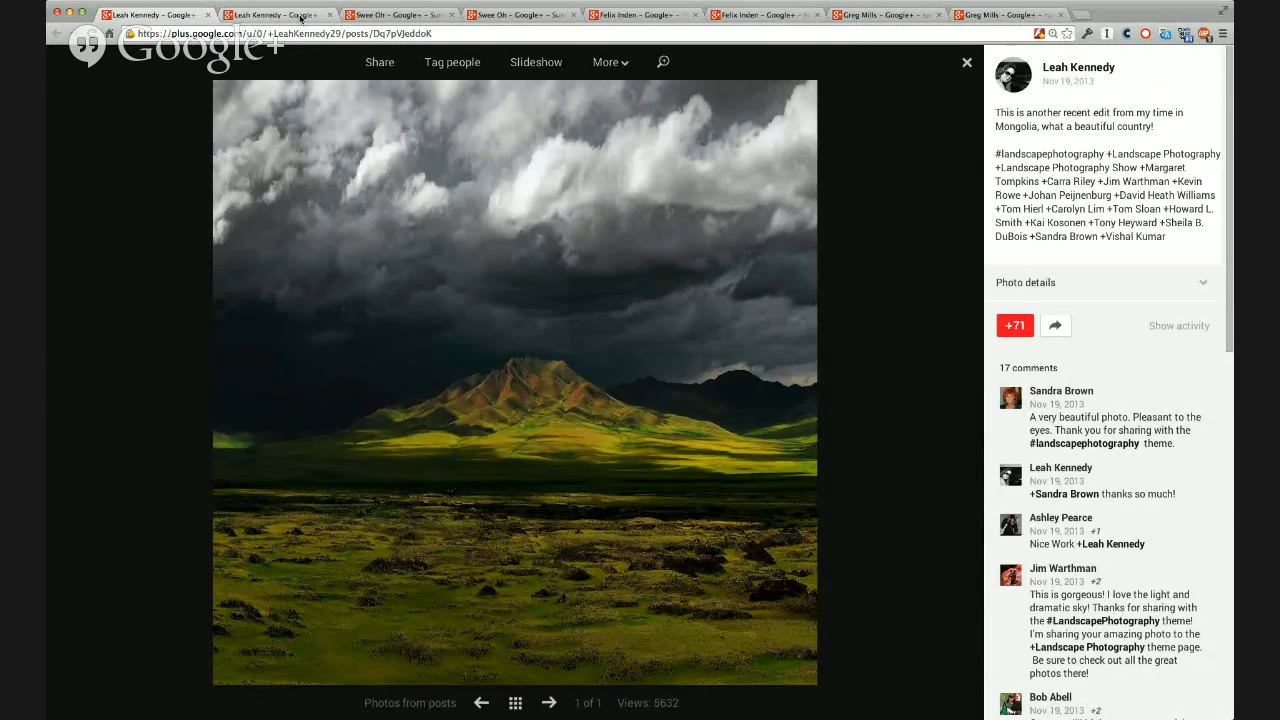 Leah Kennedy - Google+
Leah Kennedy - Google+
Swee Oh - Google+ - Sun
Swee Oh - Google+ - Sun
Felix Inden - Google+ -
Felix Inden - Google+ -
Greg Mills - Google+ - sp
Greg Mills - Google+ -
https://plus.google.com/u/0/+LeahKennedy29/posts/Dq7pVJeddoK
Google+
Share
Tag people
Slideshow
More
Leah Kennedy
Nov 19, 2013
This is another recent edit from my time in
Mongolia, what a beautiful country!
#landscapephotography +Landscape Photography
+Landscape Photography Show +Margaret
Tompkins +Carra Riley +Jim Warthman +Kevin
Rowe +Johan Peijnenburg +David Heath Williams
+Tom Hierl +Carolyn Lim +Tom Sloan +Howard L.
Smith +Kai Kosonen +Tony Heyward +Sheila B.
DuBois +Sandra Brown +Vishal Kumar
Photo details
+71
Show activity
17 comments
Sandra Brown
Nov 19, 2013
A very beautiful photo. Pleasant to the
eyes. Thank you for sharing with the
#landscapephotography theme.
Leah Kennedy
Nov 19, 2013
+Sandra Brown thanks so much!
Ashley Pearce
Nov 19, 2013 +1
Nice Work +Leah Kennedy
Jim Warthman
Nov 19, 2013 +2
This is gorgeous! I love the light and
dramatic sky! Thanks for sharing with
the #LandscapePhotography theme!
I'm sharing your amazing photo to the
+Landscape Photography theme page.
Be sure to check out all the great
photos there!
Bob Abell
Nov 19, 2013 +2
Photos from posts
1 of 1
Views: 5632